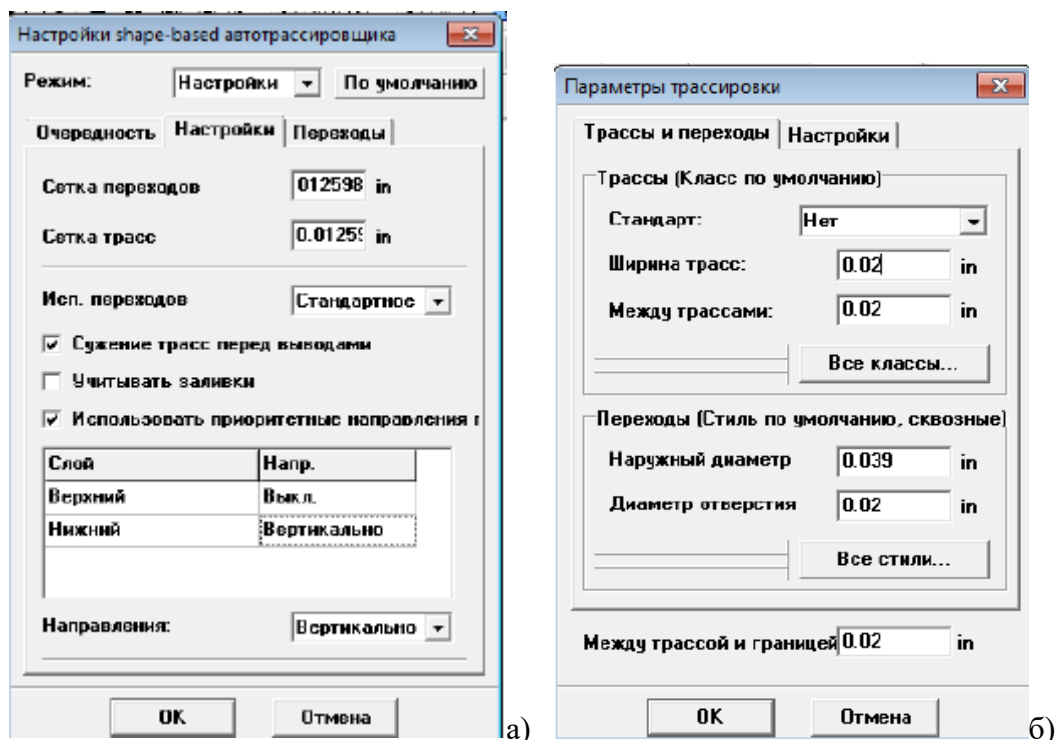 Настройки shape-based автотрассировщика
Режим: Настройки По умолчанию
Очередность Настройки Переходы
Сетка переходов 012598 in
Сетка трасс 0.0125 in
Исп. переходов Стандартное
Сужение трасс перед выводами
Учитывать заливки
Использовать приоритетные направления
Слой Напр.
Верхний Выкл.
Нижний Вертикально
Направления: Вертикально
OK Отмена
а)
Параметры трассировки
Трассы и переходы Настройки
Трассы (Класс по умолчанию)
Стандарт: Нет
Ширина трасс: 0.02 in
Между трассами: 0.02 in
Все классы...
Переходы (Стиль по умолчанию, сквозные)
Наружный диаметр 0.039 in
Диаметр отверстия 0.02 in
Все стили...
Между трассой и границей 0.02 in
OK Отмена
б)